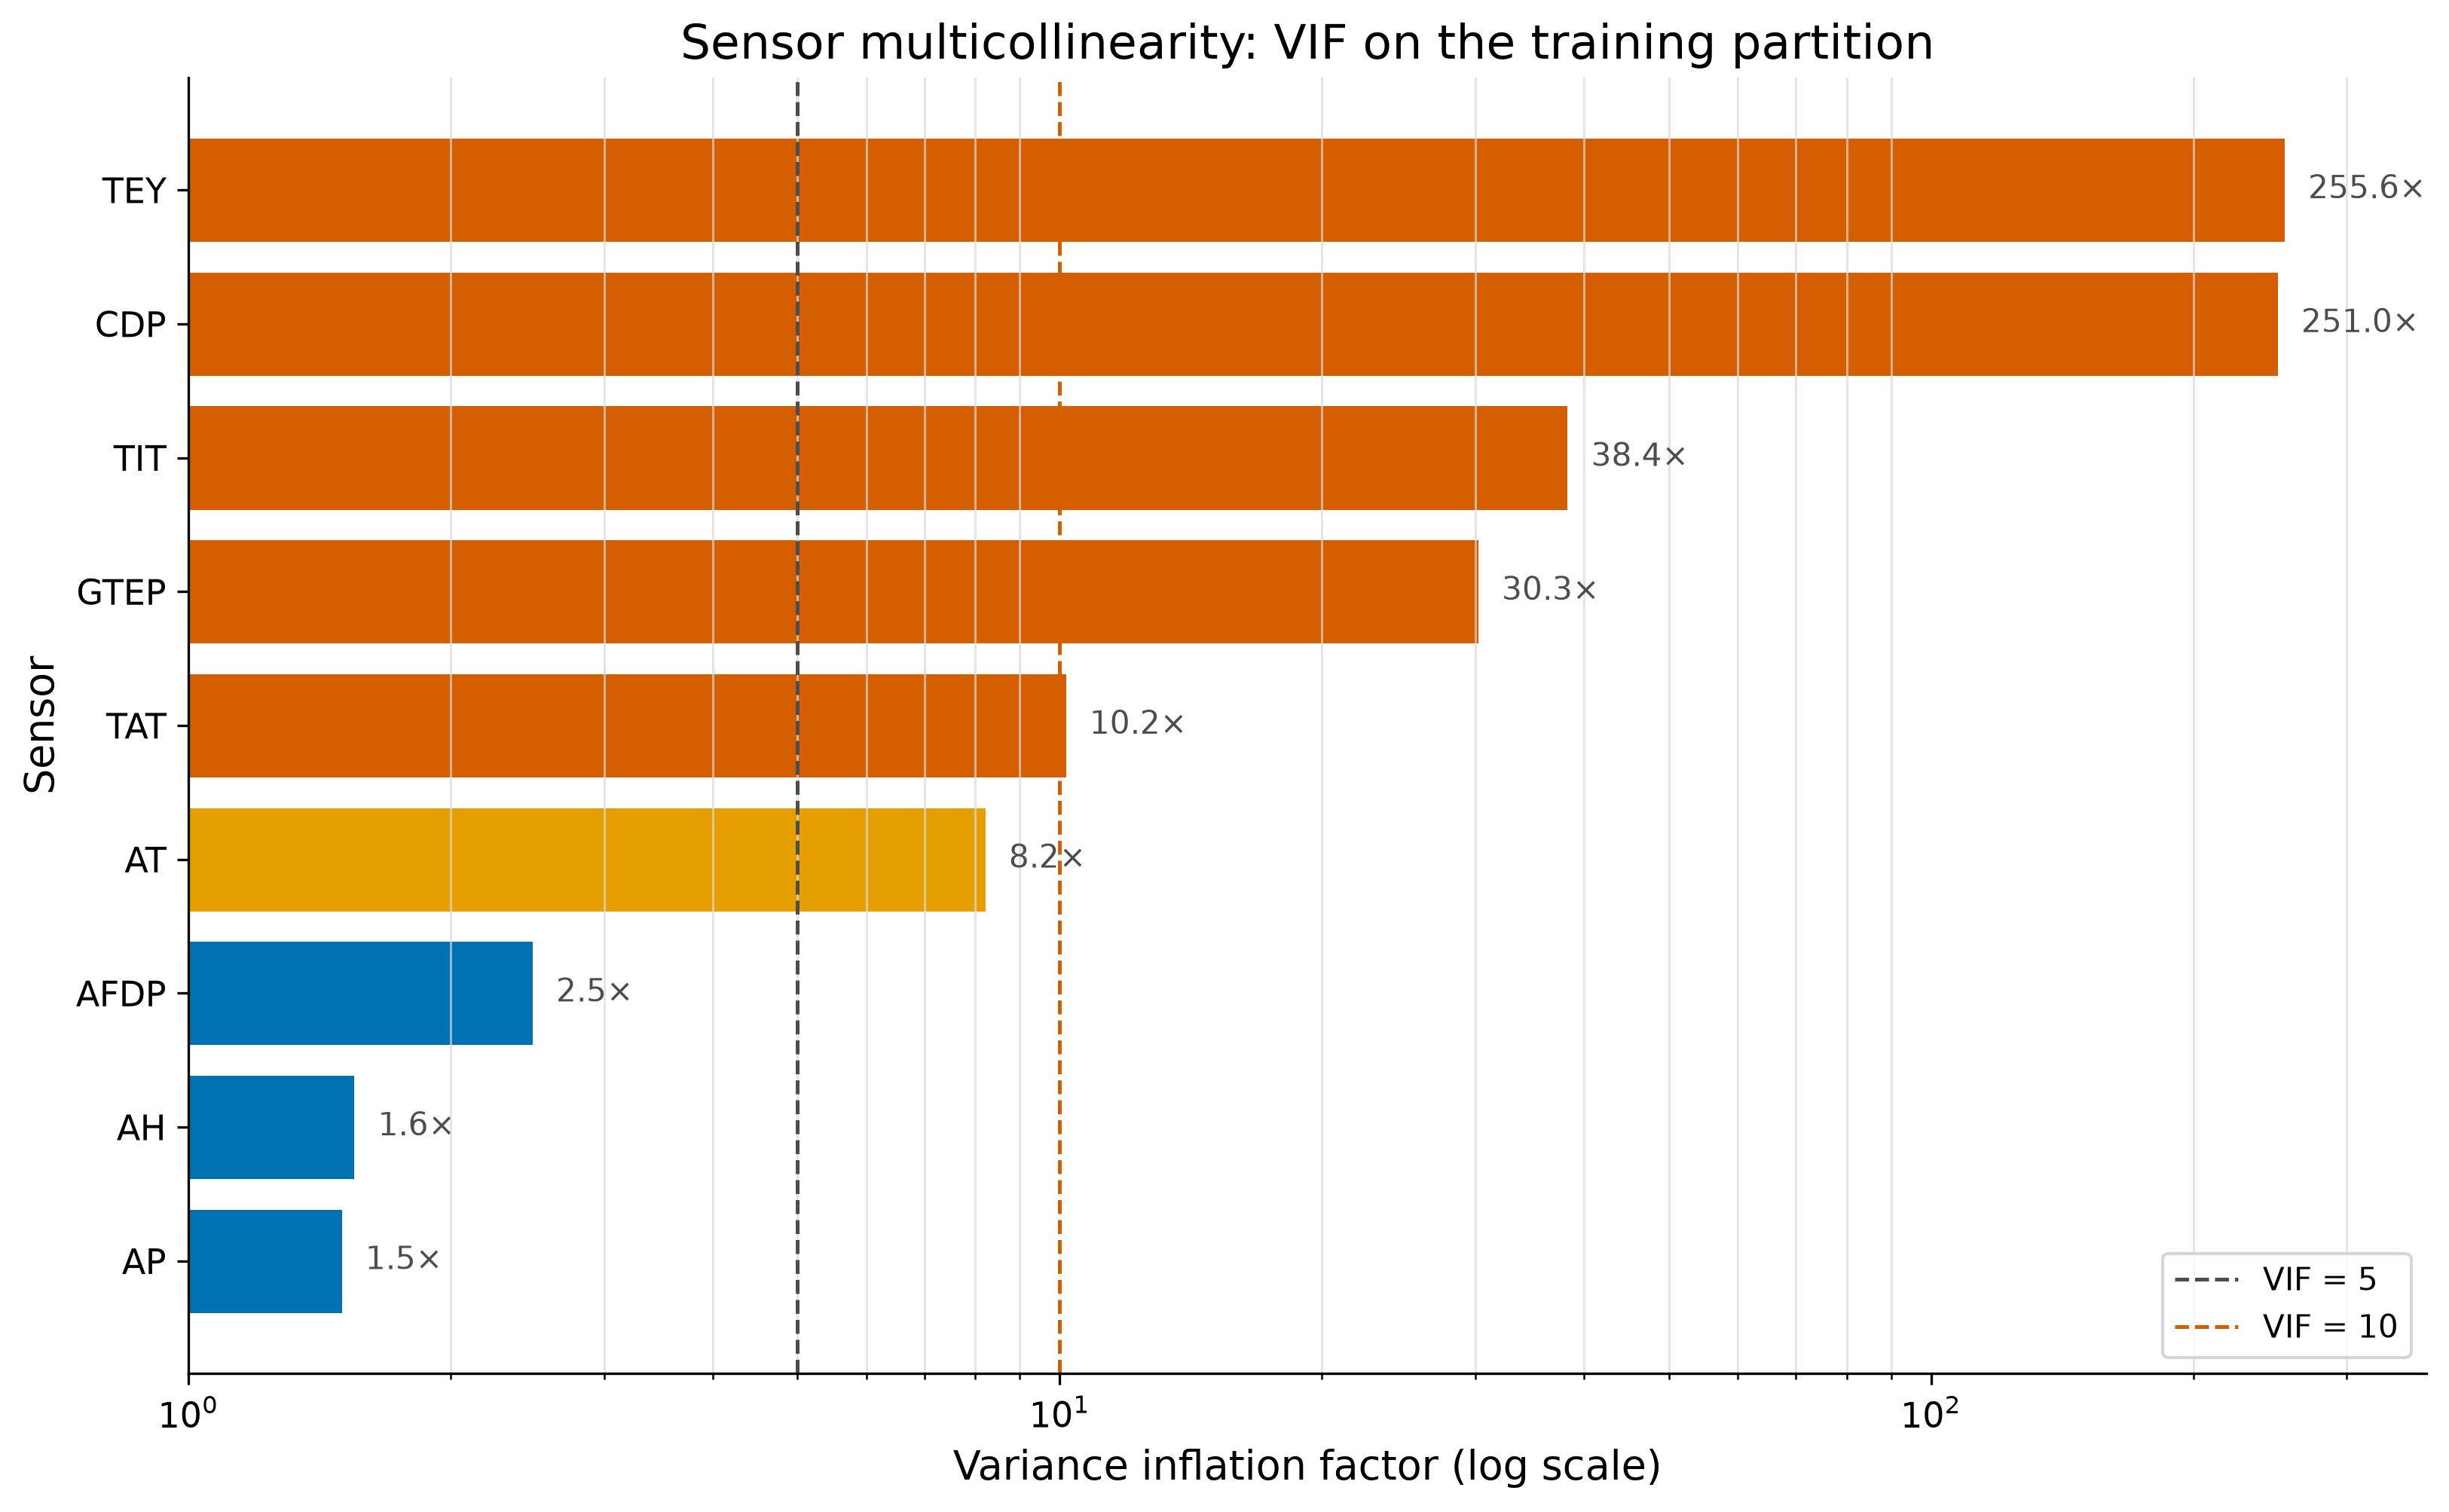 Sensor multicollinearity: VIF on the training partition
TEY
255.6×
CDP
251.0×
TIT
38.4×
GTEP
30.3×
TAT
10.2×
AT
8.2×
AFDP
2.5×
AH
1.6×
AP
1.5×
Sensor
VIF = 5
VIF = 10
10⁰
10¹
10²
Variance inflation factor (log scale)